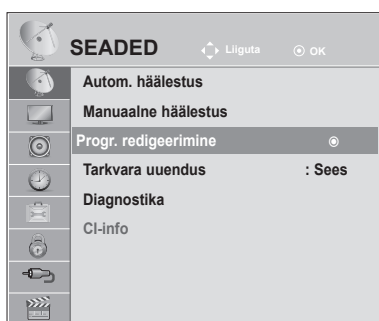 SEADED Liiguta OK
Autom. häälestus
Manuaalne häälestus
Progr. redigeerimine
Tarkvara uuendus : Sees
Diagnostika
CI-info